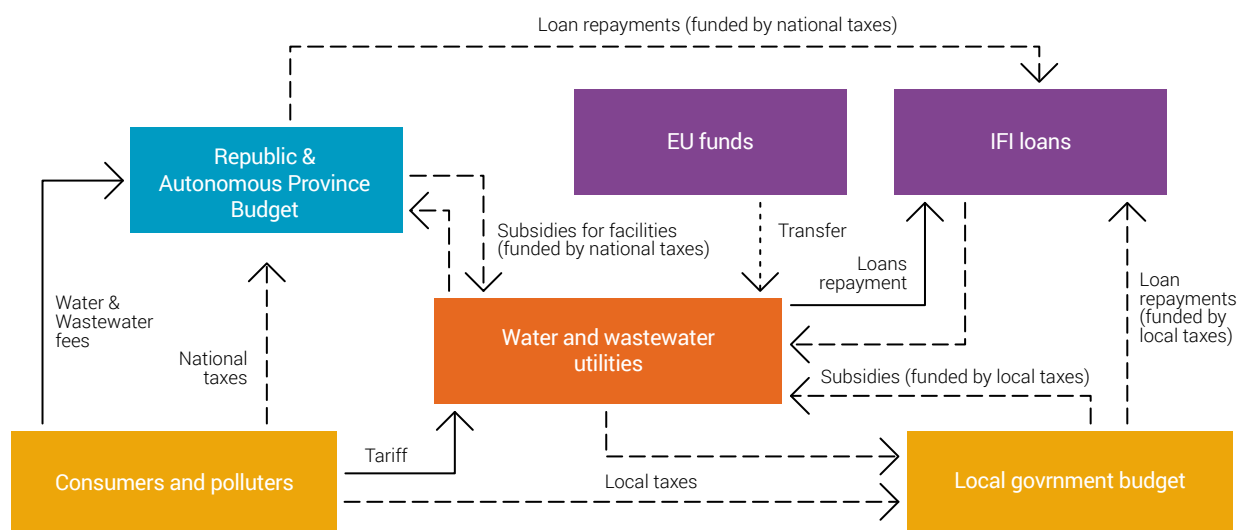 Loan repayments (funded by national taxes)
EU funds
IFI loans
Republic &
Autonomous Province
Budget
Subsidies for facilities
(funded by national taxes)
Transfer
Loans
repayment
Loan
repayments
(funded by
local taxes)
Water &
Wastewater
fees
National
taxes
Water and wastewater
utilities
Subsidies (funded by local taxes)
Tariff
Consumers and polluters
Local taxes
Local govrnment budget